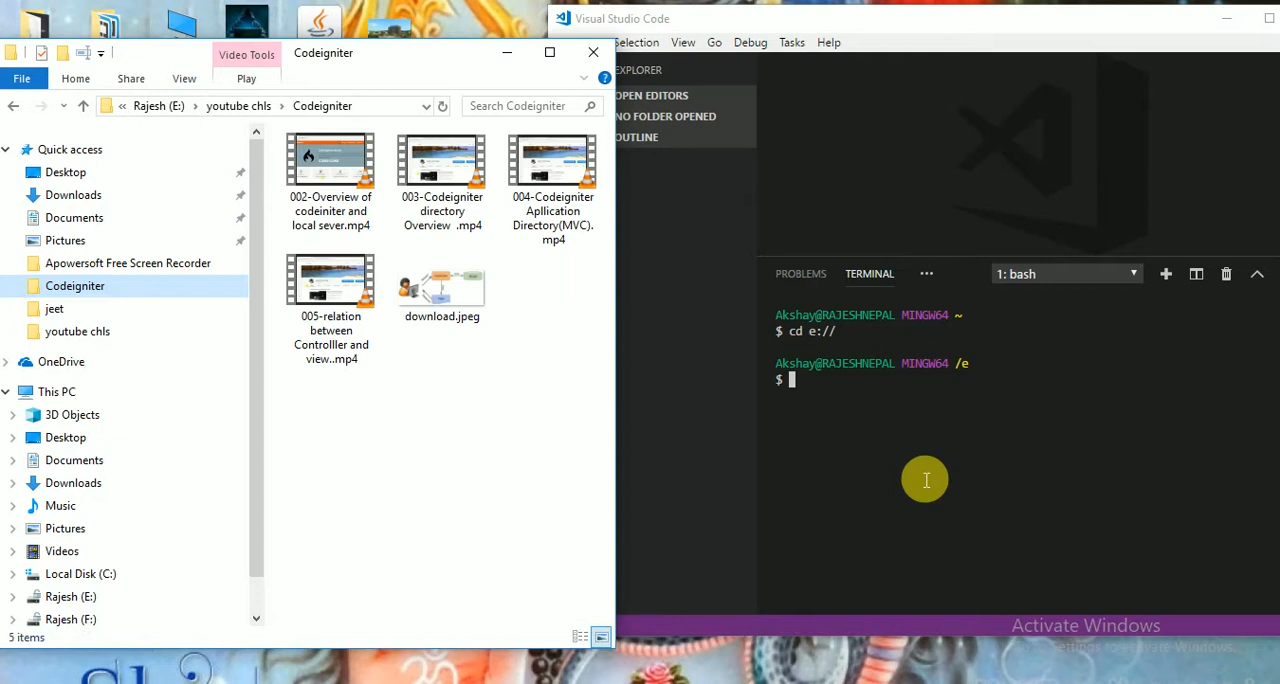 Codeigniter
Video Tools
File
Home
Share
View
Play
« Rajesh (E:) › youtube chls › Codeigniter
Search Codeigniter
Quick access
Desktop
Downloads
Documents
Pictures
Apowersoft Free Screen Recorder
Codeigniter
jeet
youtube chls
OneDrive
This PC
3D Objects
Desktop
Documents
Downloads
Music
Pictures
Videos
Local Disk (C:)
Rajesh (E:)
Rajesh (F:)
5 items
002-Overview of
codeiniter and
local sever.mp4
003-Codeigniter
directory
Overview .mp4
004-Codeigniter
Apllication
Directory(MVC).
mp4
005-relation
between
Controlller and
view..mp4
download.jpeg
Visual Studio Code
Selection View Go Debug Tasks Help
EXPLORER
OPEN EDITORS
NO FOLDER OPENED
OUTLINE
PROBLEMS TERMINAL ••• 1: bash
Akshay@RAJESHNEPAL MINGW64 ~
$ cd e://
Akshay@RAJESHNEPAL MINGW64 /e
$
Activate Windows
Settings to activate Windows.